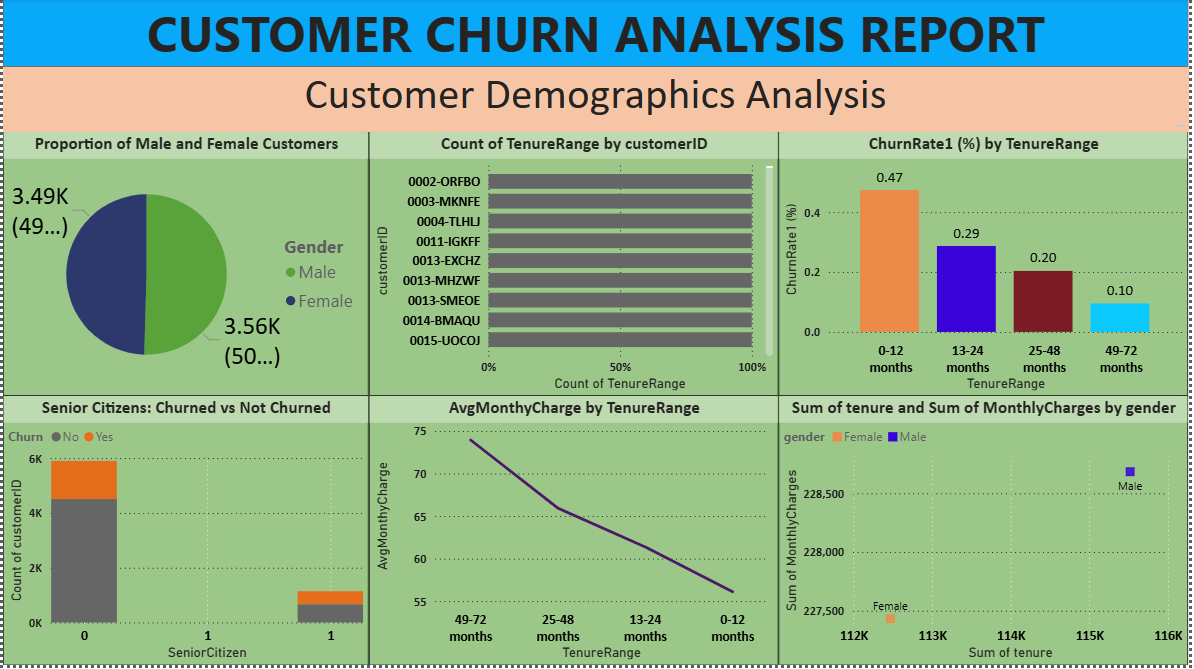 CUSTOMER CHURN ANALYSIS REPORT
Customer Demographics Analysis
Proportion of Male and Female Customers
3.49K
(49...)
Gender
Male
Female
3.56K
(50...)
Count of TenureRange by customerID
customerID
0002-ORFBO
0003-MKNFE
0004-TLHLJ
0011-IGKFF
0013-EXCHZ
0013-MHZWF
0013-SMEOE
0014-BMAQU
0015-UOCOJ
0% 50% 100%
Count of TenureRange
ChurnRate1 (%) by TenureRange
ChurnRate1 (%)
0.4
0.2
0.0
0.47
0.29
0.20
0.10
0-12 13-24 25-48 49-72
months months months months
TenureRange
Senior Citizens: Churned vs Not Churned
Churn No Yes
Count of customerID
6K
4K
2K
0K
0 1 1
SeniorCitizen
AvgMonthyCharge by TenureRange
AvgMonthyCharge
75
70
65
60
55
49-72 25-48 13-24 0-12
months months months months
TenureRange
Sum of tenure and Sum of MonthlyCharges by gender
gender Female Male
Sum of MonthlyCharges
228,500
228,000
227,500
Male
Female
112K 113K 114K 115K 116K
Sum of tenure